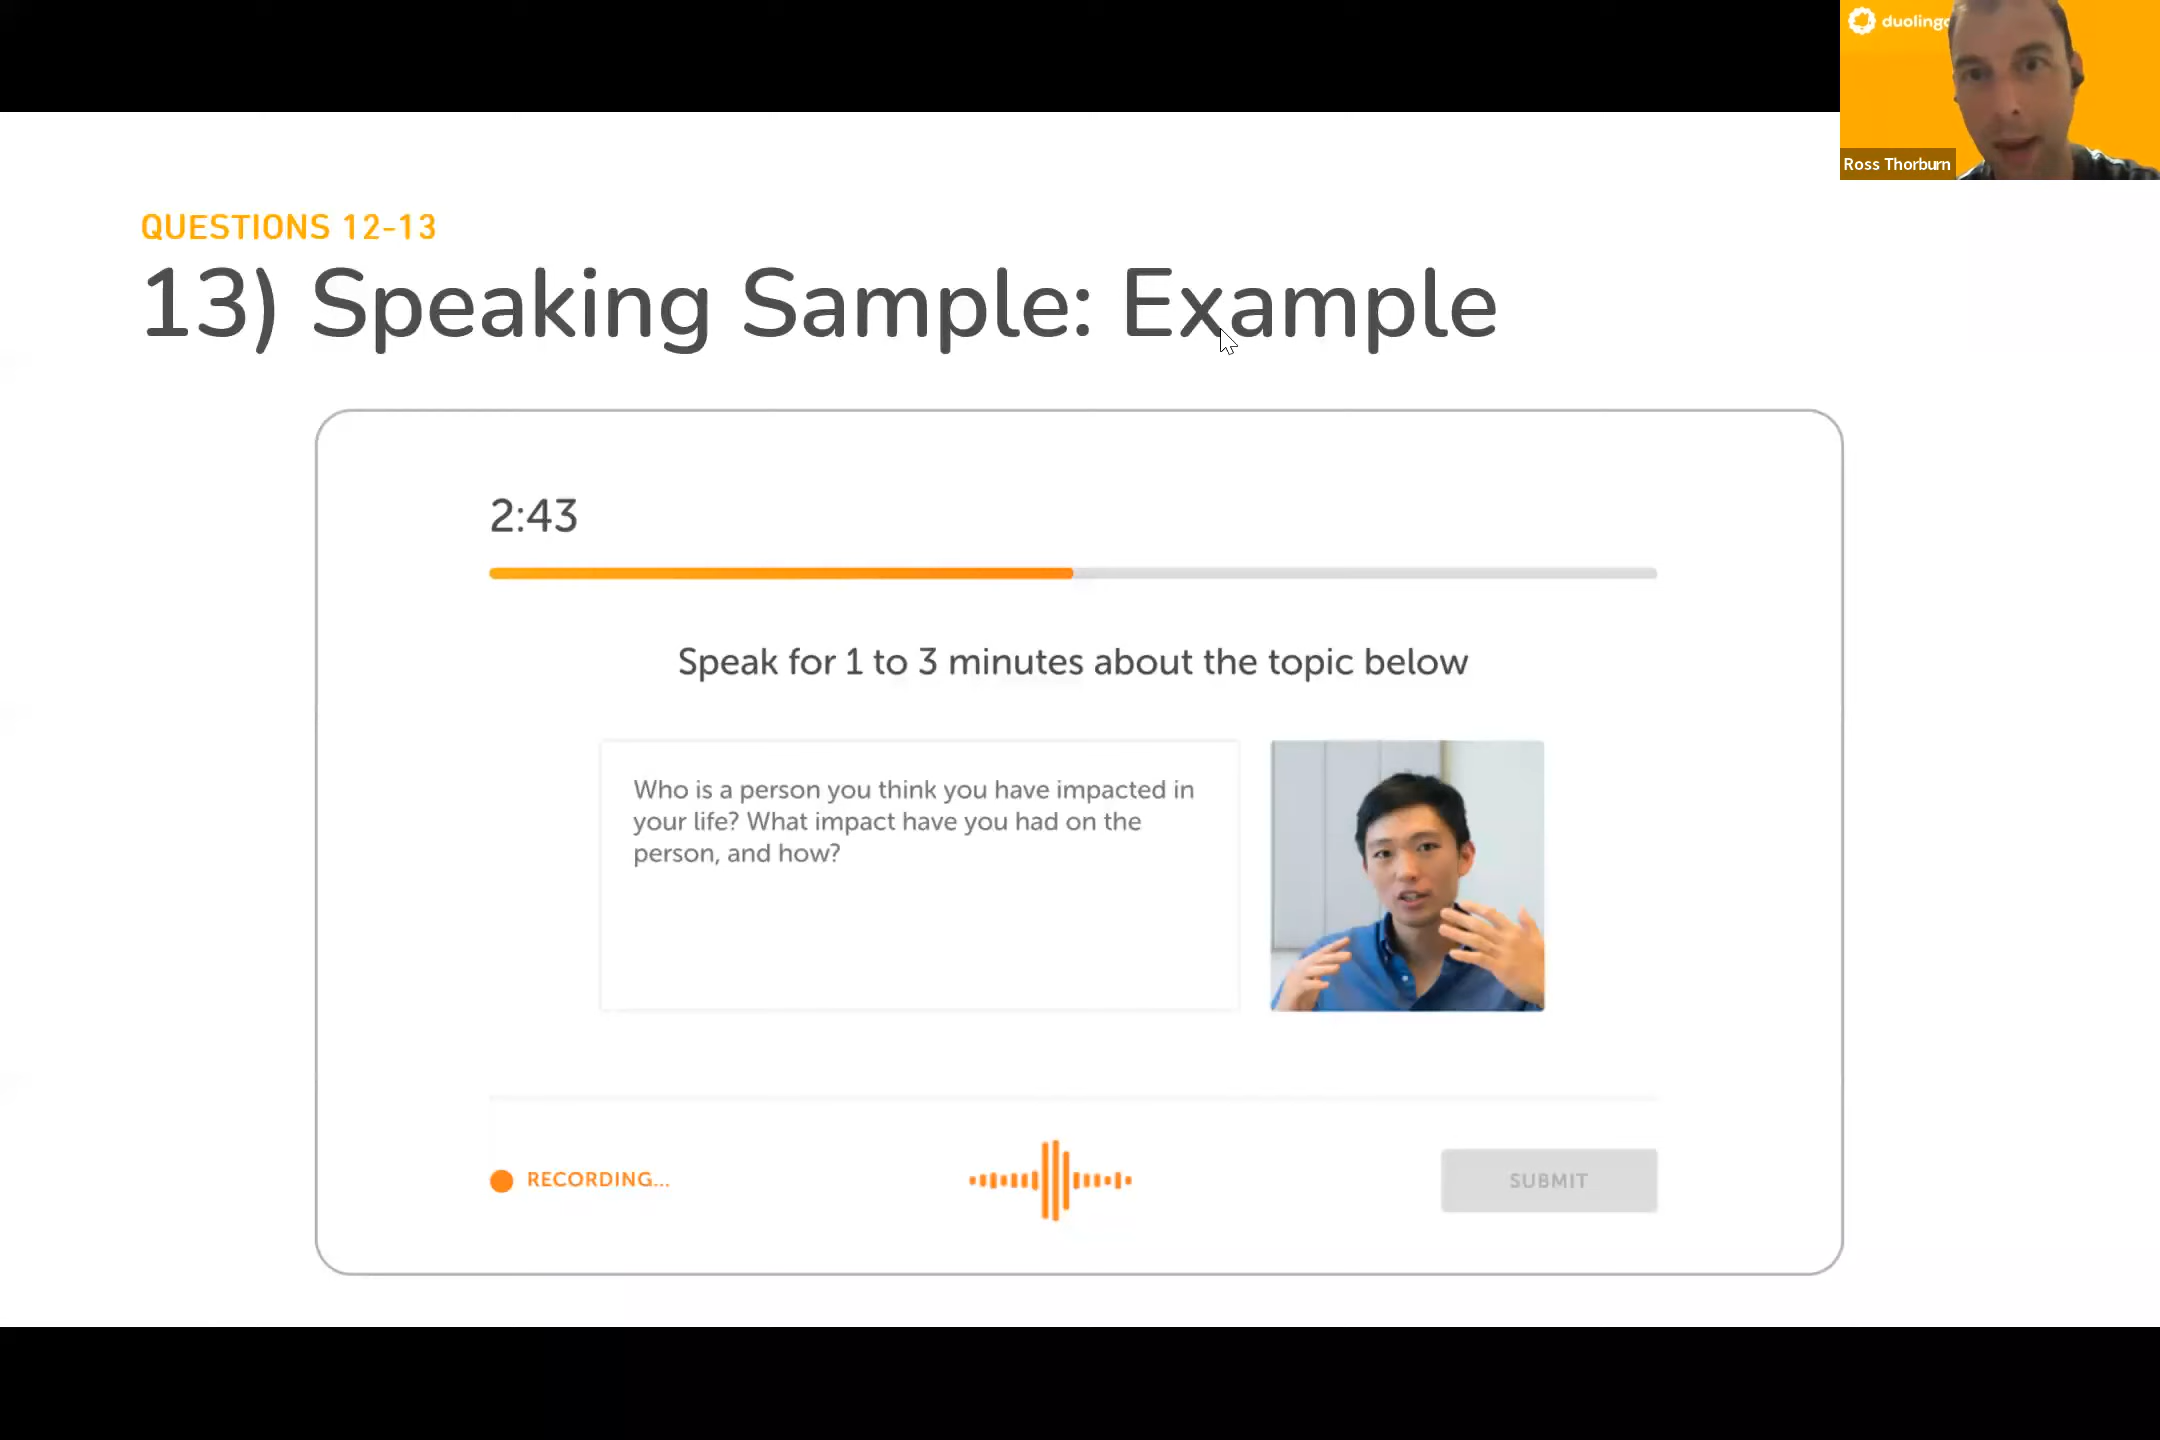 duolingo
Ross Thorburn
QUESTIONS 12-13
13) Speaking Sample: Example
2:43
Speak for 1 to 3 minutes about the topic below
Who is a person you think you have impacted in
your life? What impact have you had on the
person, and how?
RECORDING...
SUBMIT